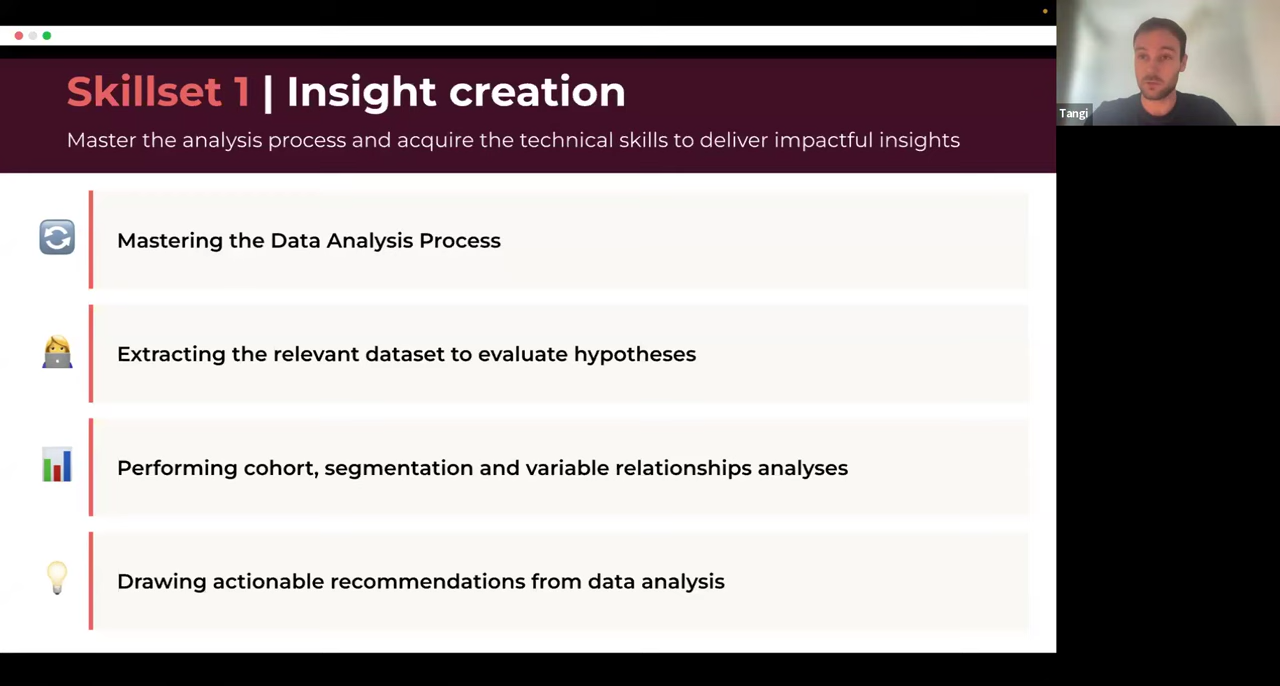 Skillset 1 | Insight creation
Master the analysis process and acquire the technical skills to deliver impactful insights
Tangi
Mastering the Data Analysis Process
Extracting the relevant dataset to evaluate hypotheses
Performing cohort, segmentation and variable relationships analyses
Drawing actionable recommendations from data analysis